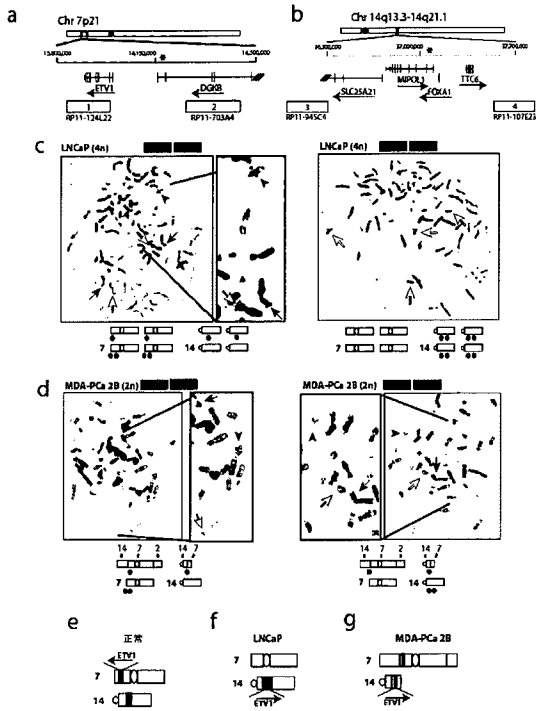 a
Chr 7p21
13,800,000
14,150,000
14,500,000
*
ETV1
DGKB
1
2
RP11-124L22
RP11-703A4
b
Chr 14q13.3-14q21.1
37,700,000
*
SLC25A21
MIPOL1
FOXA1
TTC6
3
4
RP11-945C4
RP11-107E23
c
LNCaP (4n)
7
14
LNCaP (4n)
7
14
d
MDA-PCa 2B (2n)
14 7 2
14 7
7
14
MDA-PCa 2B (2n)
14 7 2
14 7
7
14
e
正常
ETV1
7
14
f
LNCaP
7
14
ETV1
g
MDA-PCa 2B
7
14
ETV1